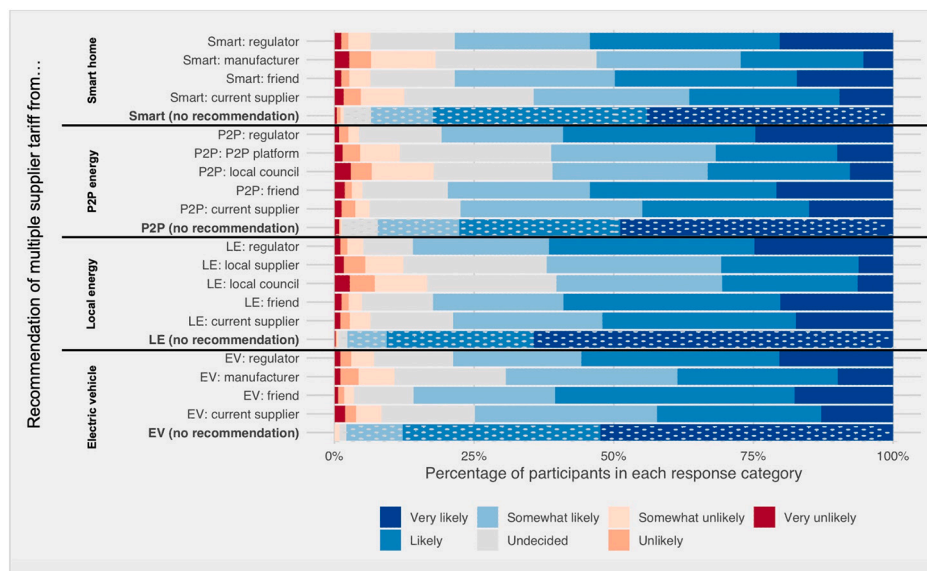 Recommendation of multiple supplier tariff from...
Smart home
Smart: regulator
Smart: manufacturer
Smart: friend
Smart: current supplier
Smart (no recommendation)
P2P energy
P2P: regulator
P2P: P2P platform
P2P: local council
P2P: friend
P2P: current supplier
P2P (no recommendation)
Local energy
LE: regulator
LE: local supplier
LE: local council
LE: friend
LE: current supplier
LE (no recommendation)
Electric vehicle
EV: regulator
EV: manufacturer
EV: friend
EV: current supplier
EV (no recommendation)
0% 25% 50% 75% 100%
Percentage of participants in each response category
Very likely Somewhat likely Somewhat unlikely Very unlikely
Likely Undecided Unlikely